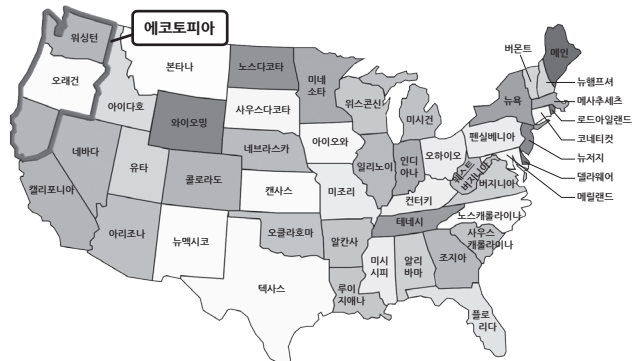 에코토피아
워싱턴
오래건
아이다호
본타나
노스다코타
미네
소타
위스콘신
미시건
사우스다코타
와이오밍
네브라스카
아이오와
일리노이
인디
아나
오하이오
펜실베니아
뉴욕
버몬트
메인
뉴햄프셔
메사추세츠
로드아일랜드
코네티컷
뉴저지
델라웨어
메릴랜드
네바다
유타
콜로라도
캔사스
미조리
컨터키
웨스트
버지니아
버지니아
캘리포니아
아리조나
뉴멕시코
오클라호마
알칸사
테네시
노스캐롤라이나
사우스
캐롤라이나
텍사스
루이
지애나
미시
시피
알리
바마
조지아
플로
리다